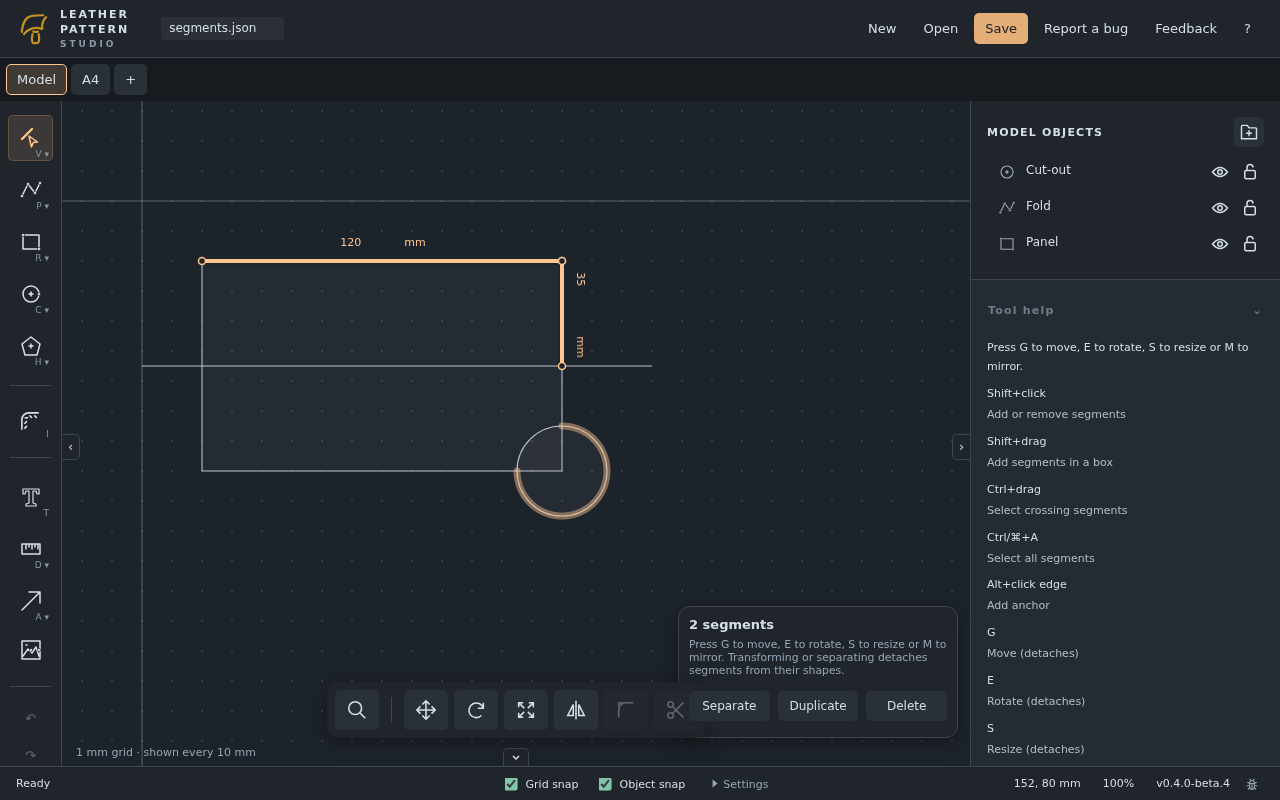 LEATHER
PATTERN
STUDIO
segments.json
New
Open
Save
Report a bug
Feedback
?
Model
A4
+
V
P
R
C
H
I
T
D
A
120 mm
35 mm
MODEL OBJECTS
Cut-out
Fold
Panel
Tool help
Press G to move, E to rotate, S to resize or M to
mirror.
Shift+click
Add or remove segments
Shift+drag
Add segments in a box
Ctrl+drag
Select crossing segments
Ctrl/⌘+A
Select all segments
Alt+click edge
Add anchor
G
Move (detaches)
E
Rotate (detaches)
S
Resize (detaches)
2 segments
Press G to move, E to rotate, S to resize or M to
mirror. Transforming or separating detaches
segments from their shapes.
Separate
Duplicate
Delete
1 mm grid · shown every 10 mm
Ready
Grid snap
Object snap
Settings
152, 80 mm
100%
v0.4.0-beta.4